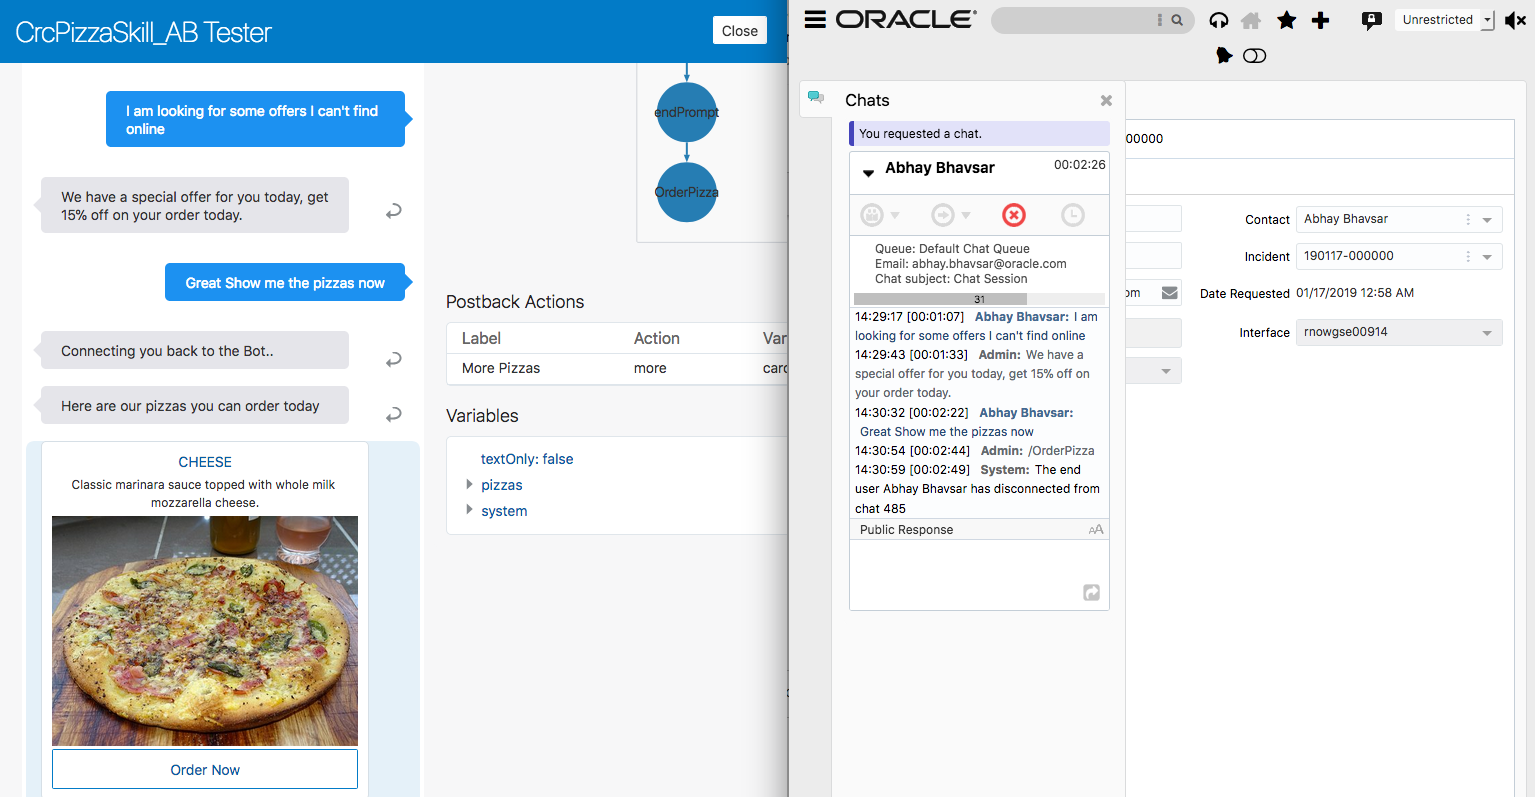 CrcPizzaSkill_AB Tester
Close
I am looking for some offers I can't find
online
We have a special offer for you today, get
15% off on your order today.
Great Show me the pizzas now
Connecting you back to the Bot..
Here are our pizzas you can order today
CHEESE
Classic marinara sauce topped with whole milk
mozzarella cheese.
Order Now
endPrompt
OrderPizza
Postback Actions
Label Action Var
More Pizzas more card
Variables
textOnly: false
pizzas
system
ORACLE
Unrestricted
Chats
You requested a chat.
Abhay Bhavsar 00:02:26
Queue: Default Chat Queue
Email: abhay.bhavsar@oracle.com
Chat subject: Chat Session
31
14:29:17 [00:01:07] Abhay Bhavsar: I am
looking for some offers I can't find online
14:29:43 [00:01:33] Admin: We have a
special offer for you today, get 15% off on
your order today.
14:30:32 [00:02:22] Abhay Bhavsar:
Great Show me the pizzas now
14:30:54 [00:02:44] Admin: /OrderPizza
14:30:59 [00:02:49] System: The end
user Abhay Bhavsar has disconnected from
chat 485
Public Response AA
00000
Contact Abhay Bhavsar
Incident 190117-000000
om Date Requested 01/17/2019 12:58 AM
Interface rnowgse00914